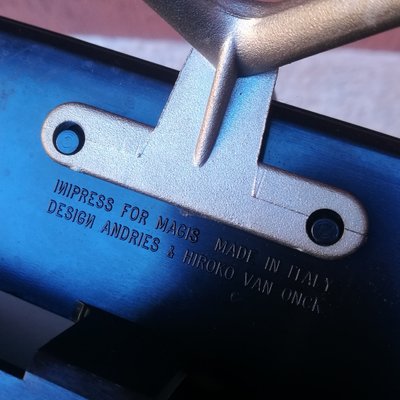 IMPRESS FOR MAGIS MADE IN ITALY
DESIGN ANDRIES & HIROKO VAN ONCK